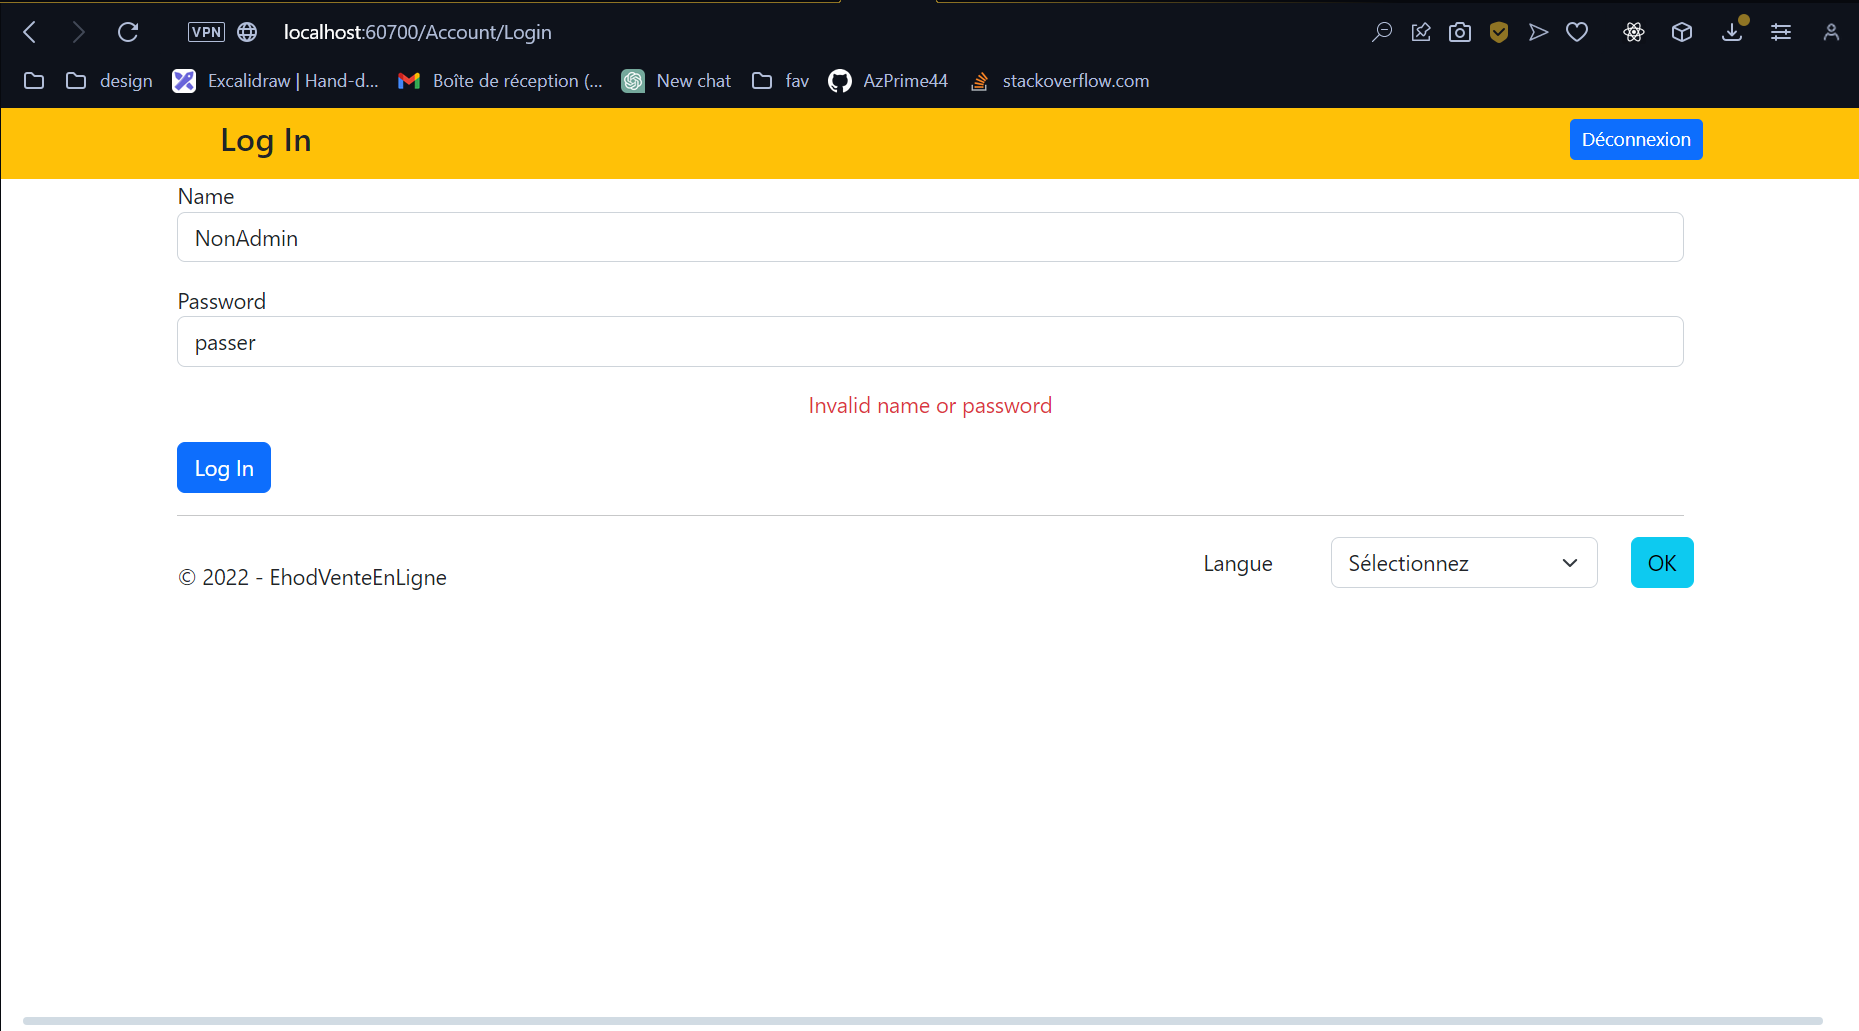 VPN localhost:60700/Account/Login
design Excalidraw | Hand-d... Boîte de réception (... New chat fav AzPrime44 stackoverflow.com
Log In Déconnexion
Name
NonAdmin
Password
passer
Invalid name or password
Log In
Langue Sélectionnez OK
© 2022 - EhodVenteEnLigne